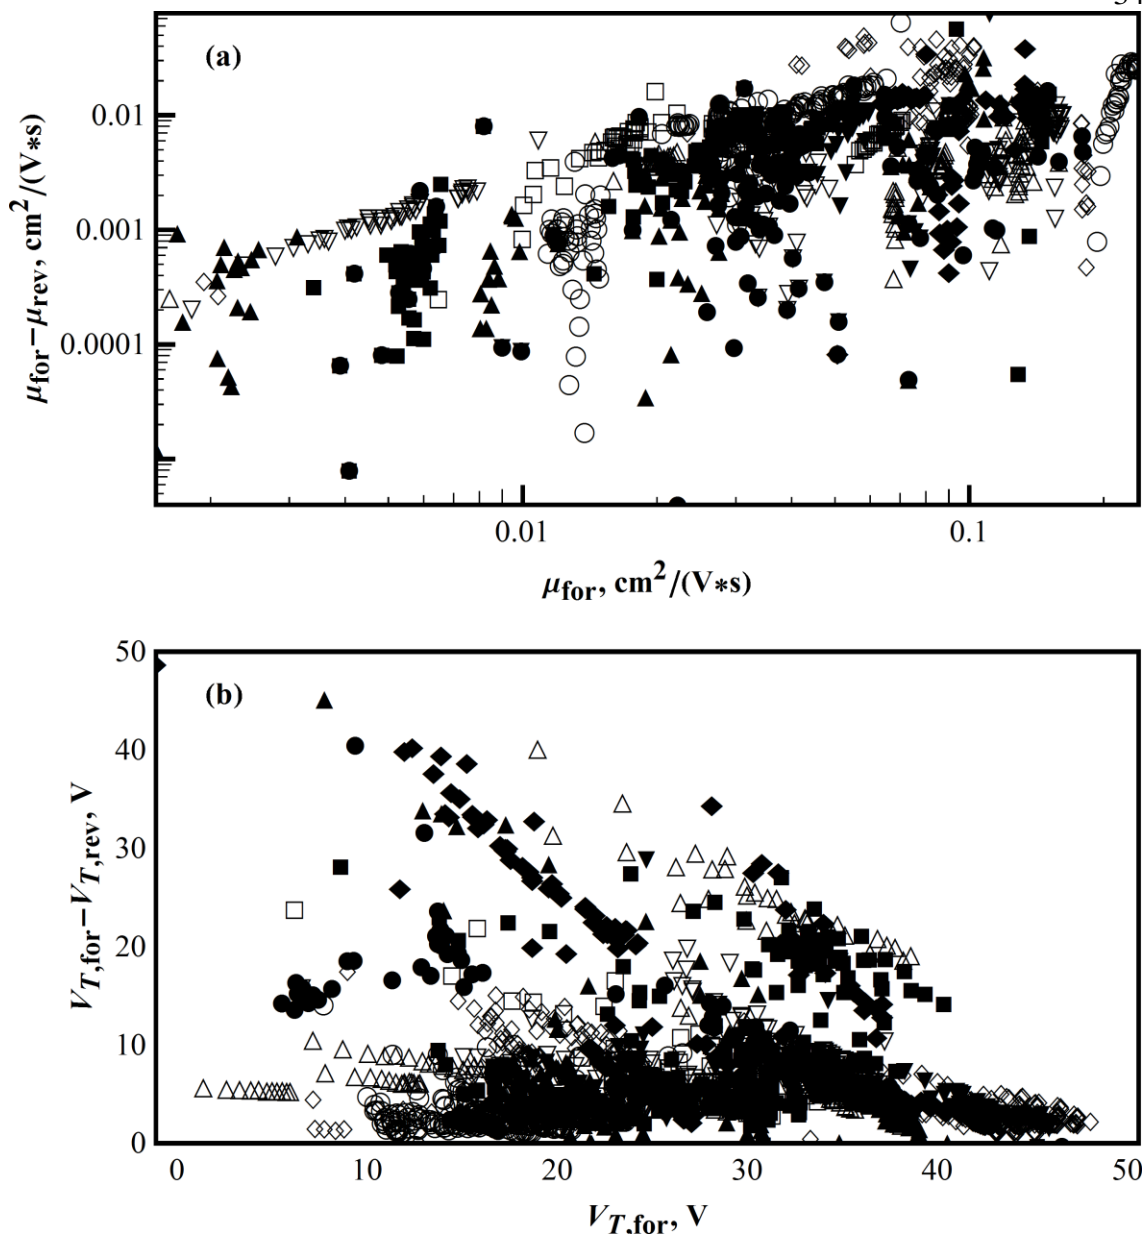 (a)
0.01
0.001
0.0001
μfor−μrev, cm²/(V*s)
0.01 0.1
μfor, cm²/(V*s)
(b)
50
40
30
20
10
0
VT,for−VT,rev, V
0 10 20 30 40 50
VT,for, V